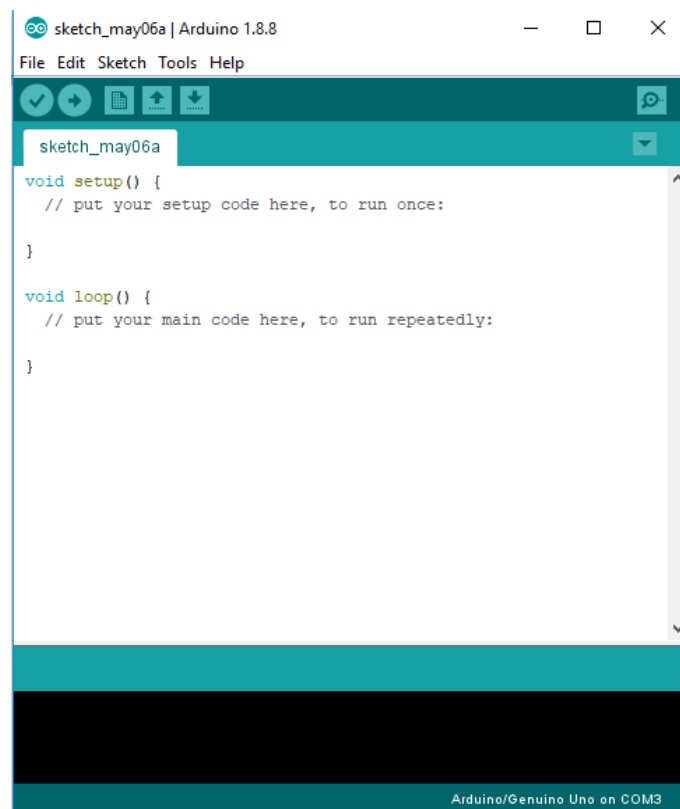 sketch_may06a | Arduino 1.8.8
File Edit Sketch Tools Help
sketch_may06a
void setup() {
  // put your setup code here, to run once:
}
void loop() {
  // put your main code here, to run repeatedly:
}
Arduino/Genuino Uno on COM3